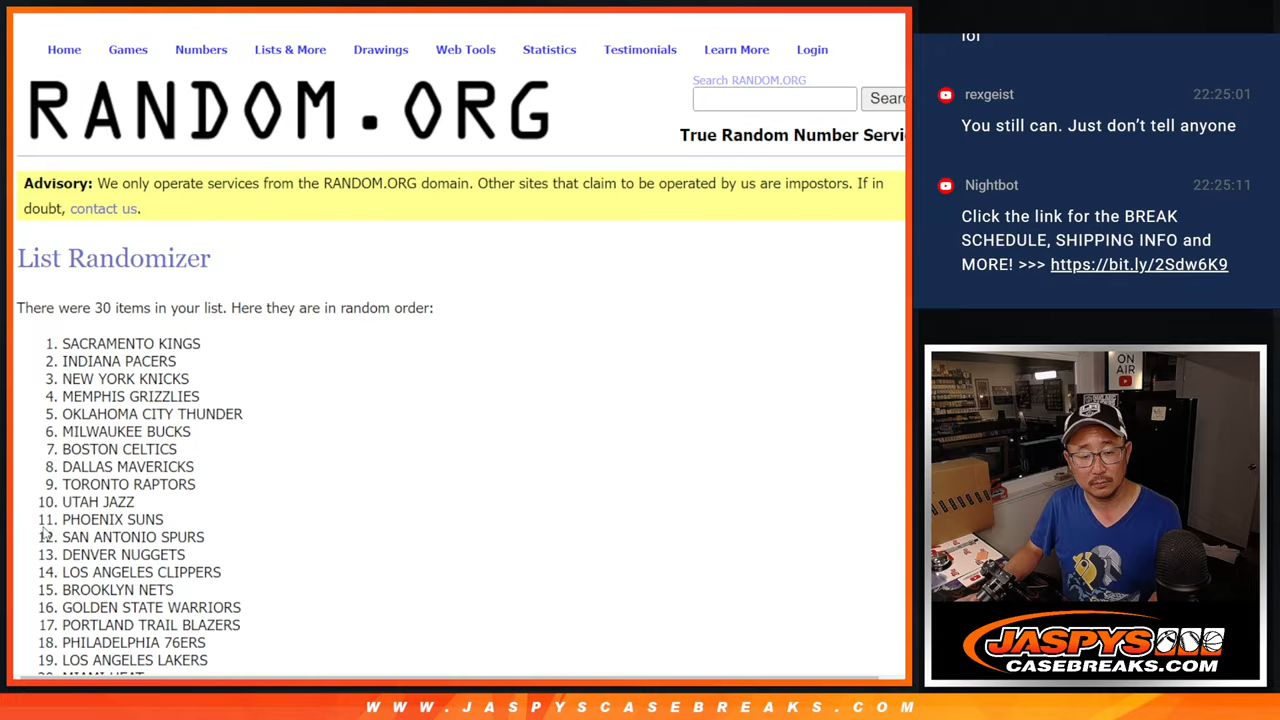 Home Games Numbers Lists & More Drawings Web Tools Statistics Testimonials Learn More Login
RANDOM.ORG
Search RANDOM.ORG
Sear
True Random Number Servi
Advisory: We only operate services from the RANDOM.ORG domain. Other sites that claim to be operated by us are impostors. If in
doubt, contact us.
List Randomizer
There were 30 items in your list. Here they are in random order:
1. SACRAMENTO KINGS
2. INDIANA PACERS
3. NEW YORK KNICKS
4. MEMPHIS GRIZZLIES
5. OKLAHOMA CITY THUNDER
6. MILWAUKEE BUCKS
7. BOSTON CELTICS
8. DALLAS MAVERICKS
9. TORONTO RAPTORS
10. UTAH JAZZ
11. PHOENIX SUNS
12. SAN ANTONIO SPURS
13. DENVER NUGGETS
14. LOS ANGELES CLIPPERS
15. BROOKLYN NETS
16. GOLDEN STATE WARRIORS
17. PORTLAND TRAIL BLAZERS
18. PHILADELPHIA 76ERS
19. LOS ANGELES LAKERS
20. MIAMI HEAT
lol
rexgeist 22:25:01
You still can. Just don't tell anyone
Nightbot 22:25:11
Click the link for the BREAK
SCHEDULE, SHIPPING INFO and
MORE! >>> https://bit.ly/2Sdw6K9
ON
AIR
JASPYS
CASEBREAKS.COM
WWW.JASPYSCASEBREAKS.COM